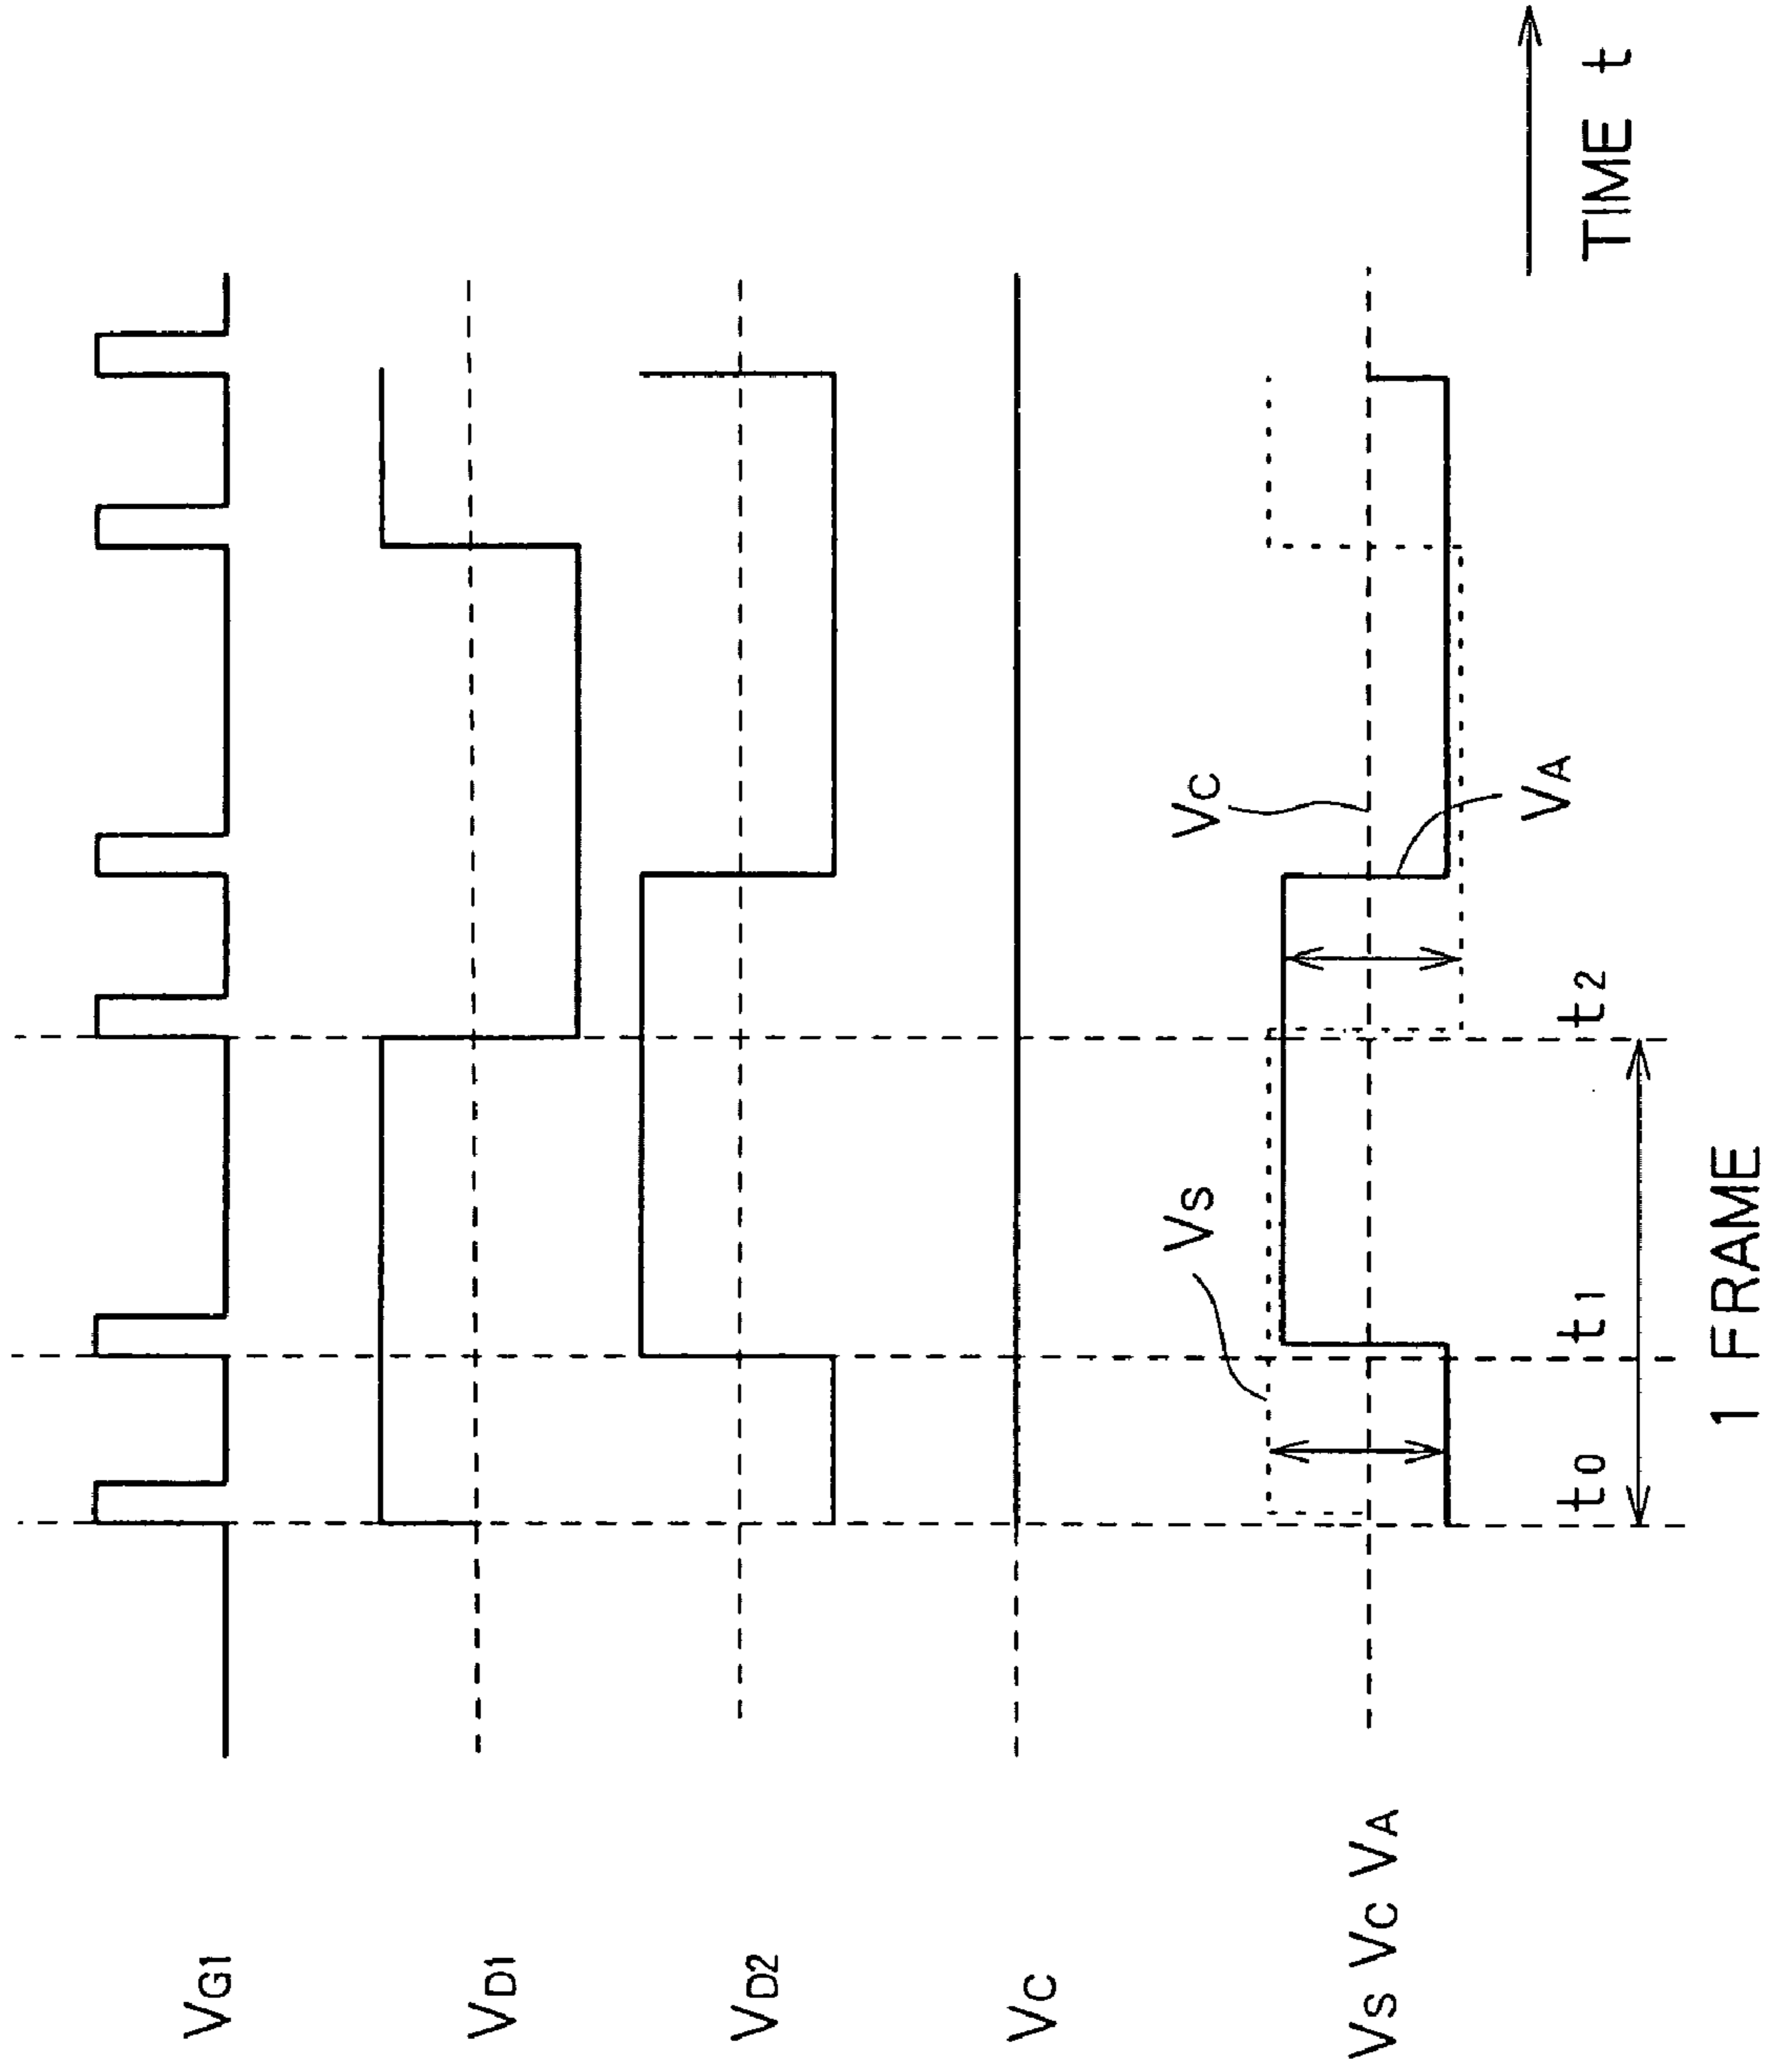 VG1
VD1
VD2
VC
VS VC VA
VS
VC
VA
t0
t1
t2
1 FRAME
TIME t